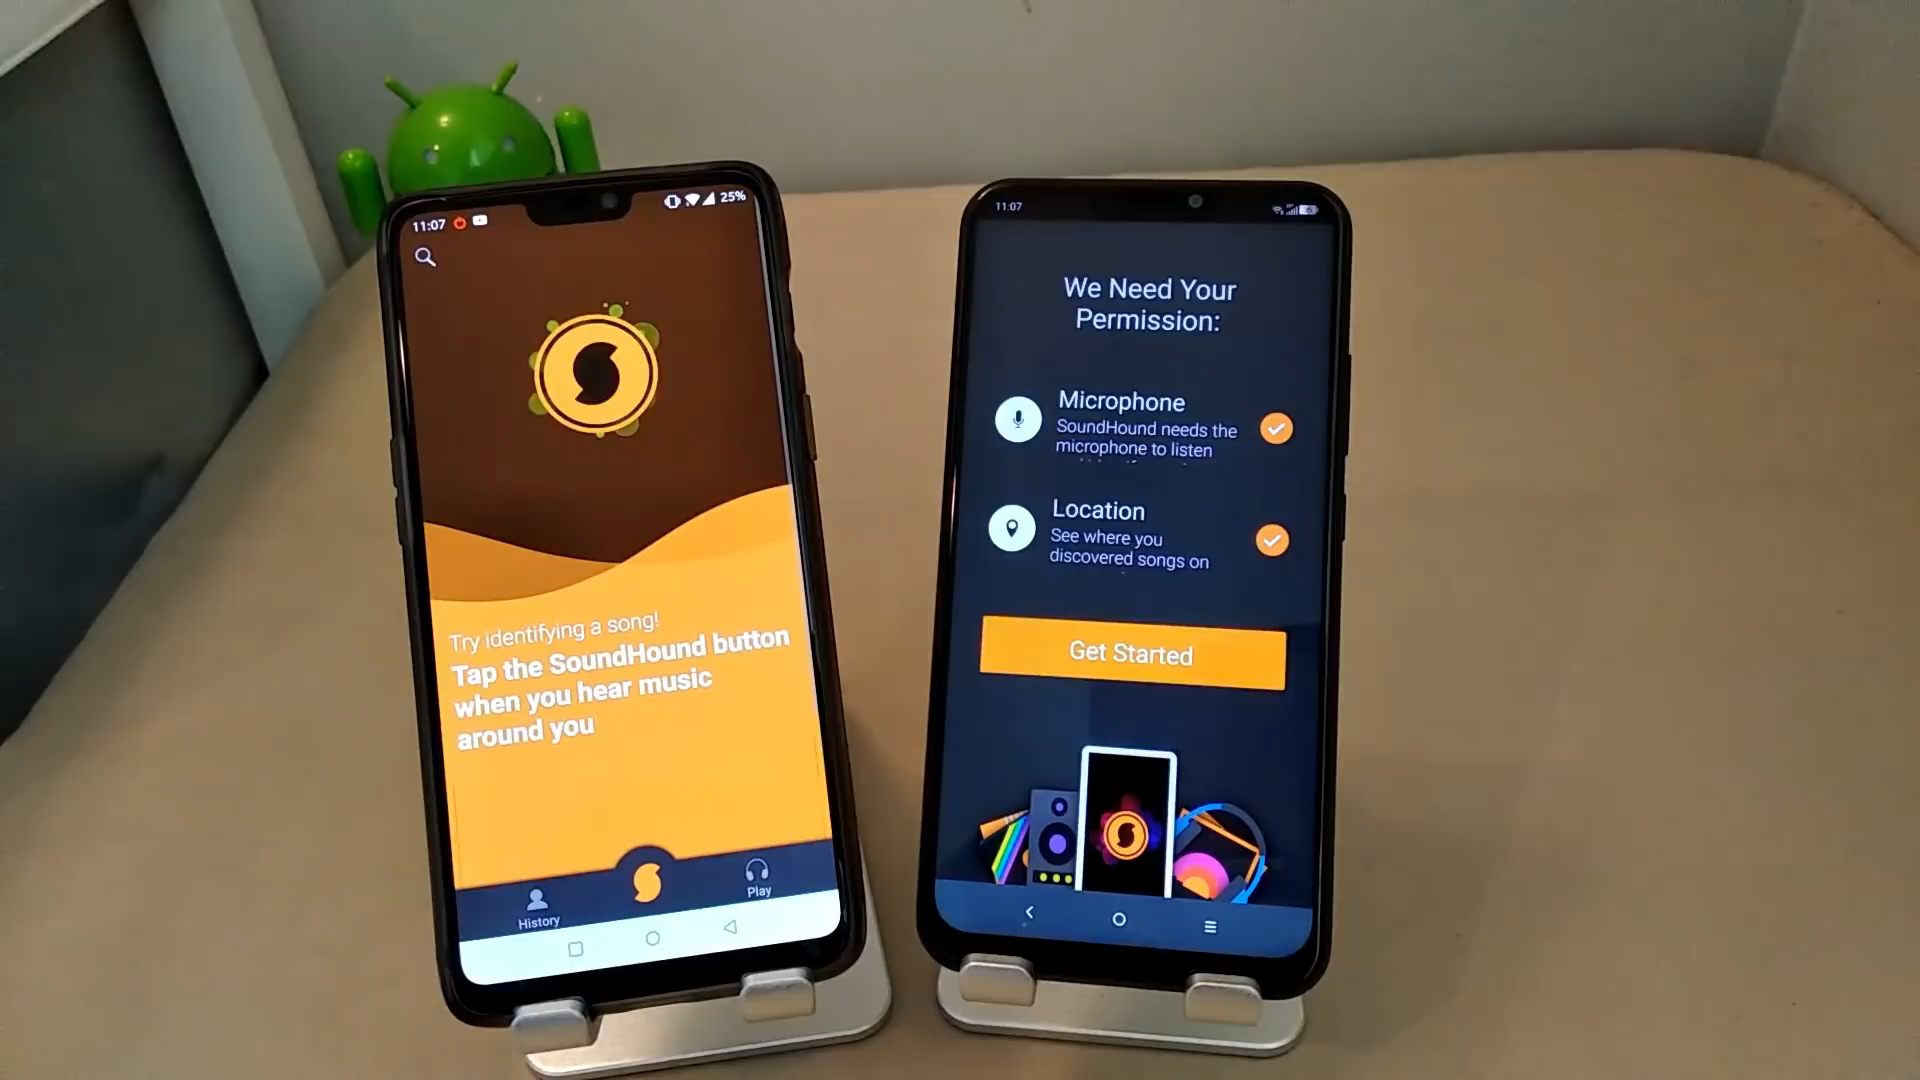 11:07
25%
Try identifying a song!
Tap the SoundHound button
when you hear music
around you
History
Play
11:07
We Need Your
Permission:
Microphone
SoundHound needs the
microphone to listen
Location
See where you
discovered songs on
Get Started